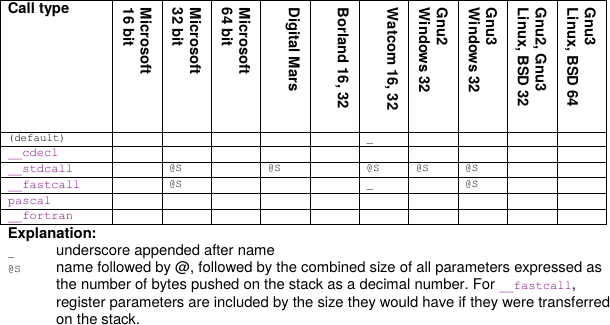 Call type Microsoft 16 bit Microsoft 32 bit Microsoft 64 bit Digital Mars Borland 16, 32 Watcom 16, 32 Gnu2 Windows 32 Gnu3 Windows 32 Gnu2, Gnu3 Linux, BSD 32 Gnu3 Linux, BSD 64
(default) _
__cdecl
__stdcall @S @S @S @S @S
__fastcall @S _ @S
pascal
__fortran
Explanation:
_ underscore appended after name
@S name followed by @, followed by the combined size of all parameters expressed as
the number of bytes pushed on the stack as a decimal number. For __fastcall,
register parameters are included by the size they would have if they were transferred
on the stack.